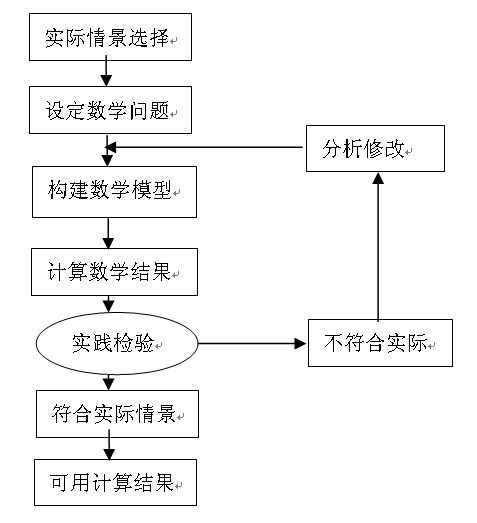 实际情景选择
设定数学问题
分析修改
构建数学模型
计算数学结果
实践检验
不符合实际
符合实际情景
可用计算结果